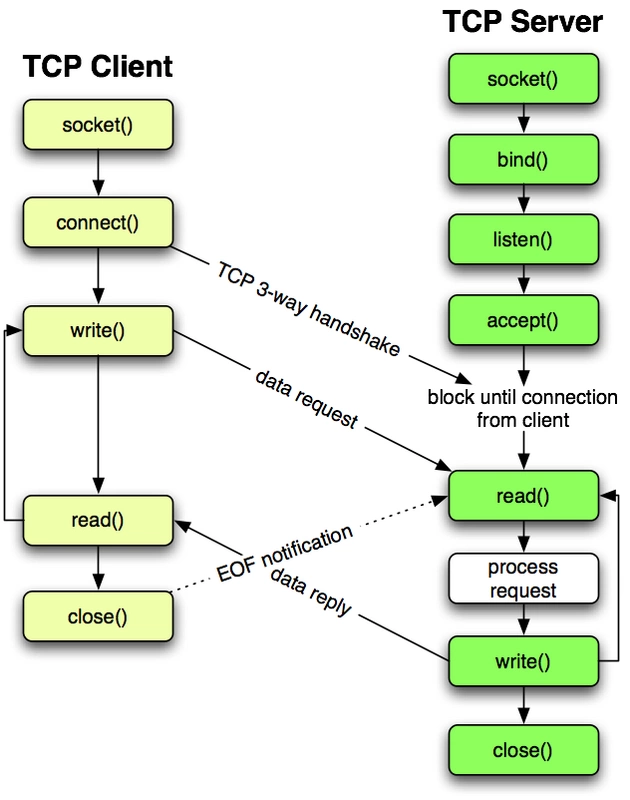 TCP Client
socket()
connect()
write()
read()
close()
TCP 3-way handshake
data request
EOF notification
data reply
TCP Server
socket()
bind()
listen()
accept()
block until connection
from client
read()
process
request
write()
close()